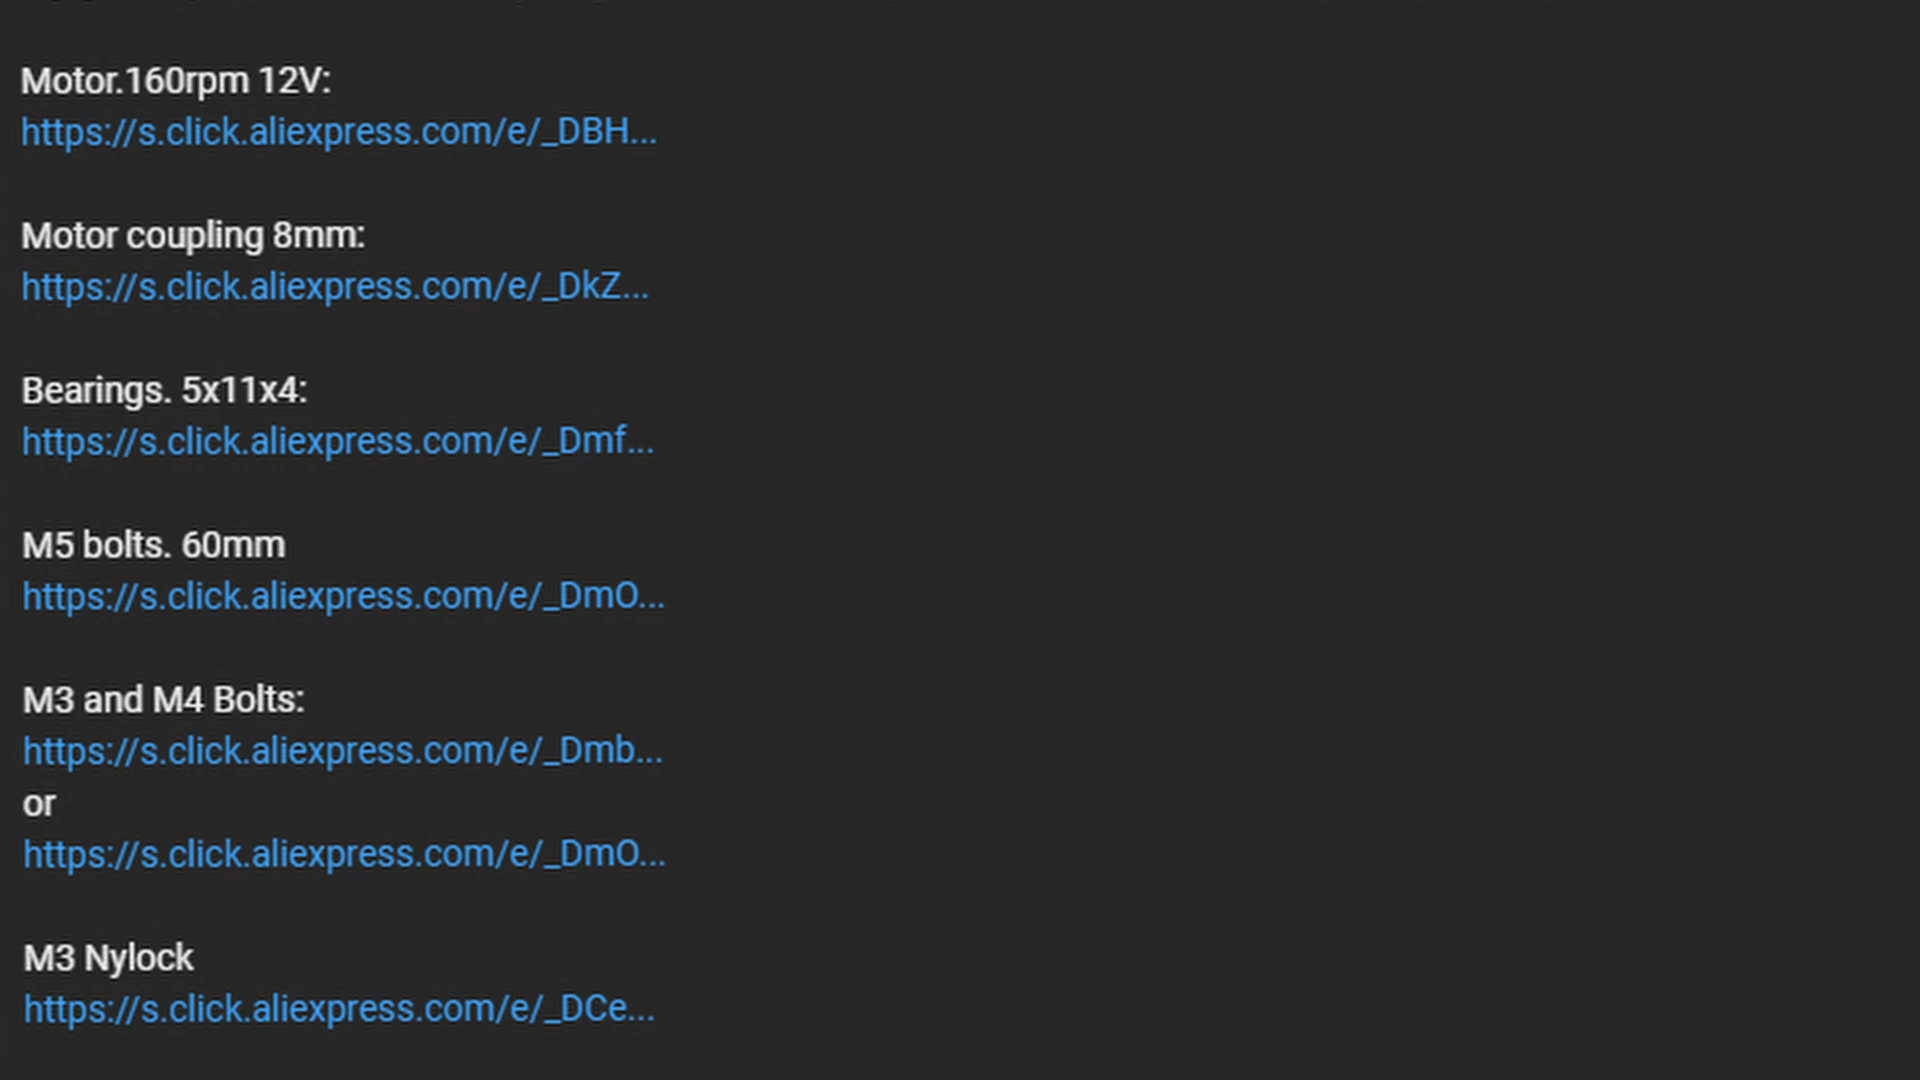 Motor.160rpm 12V:
https://s.click.aliexpress.com/e/_DBH...
Motor coupling 8mm:
https://s.click.aliexpress.com/e/_DkZ...
Bearings. 5x11x4:
https://s.click.aliexpress.com/e/_Dmf...
M5 bolts. 60mm
https://s.click.aliexpress.com/e/_DmO...
M3 and M4 Bolts:
https://s.click.aliexpress.com/e/_Dmb...
or
https://s.click.aliexpress.com/e/_DmO...
M3 Nylock
https://s.click.aliexpress.com/e/_DCe...